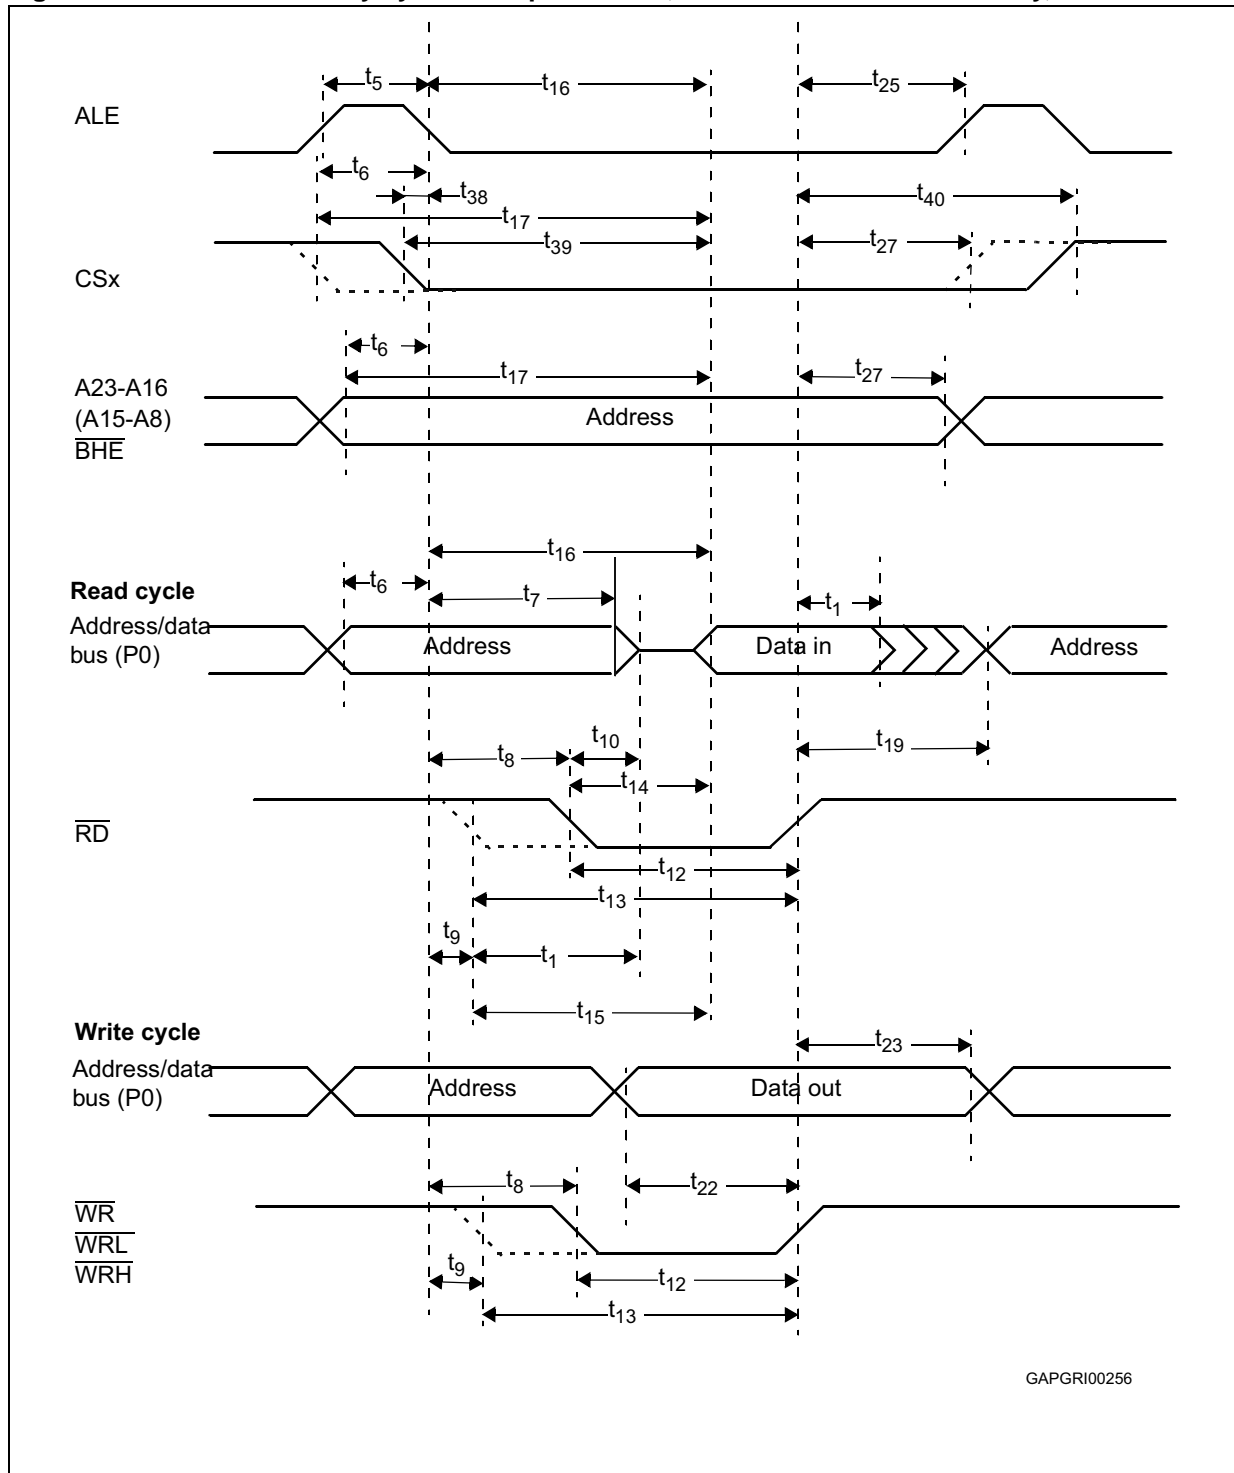 t5
t16
t25
ALE
t6
t38
t40
t17
t39
t27
CSx
t6
t17
t27
A23-A16
(A15-A8)
BHE
Address
t16
t6
t7
t1
Read cycle
Address/data
bus (P0)
Address
Data in
Address
t8
t10
t19
t14
RD
t12
t13
t9
t1
t15
Write cycle
t23
Address/data
bus (P0)
Address
Data out
t8
t22
WR
WRL
WRH
t9
t12
t13
GAPGRI00256